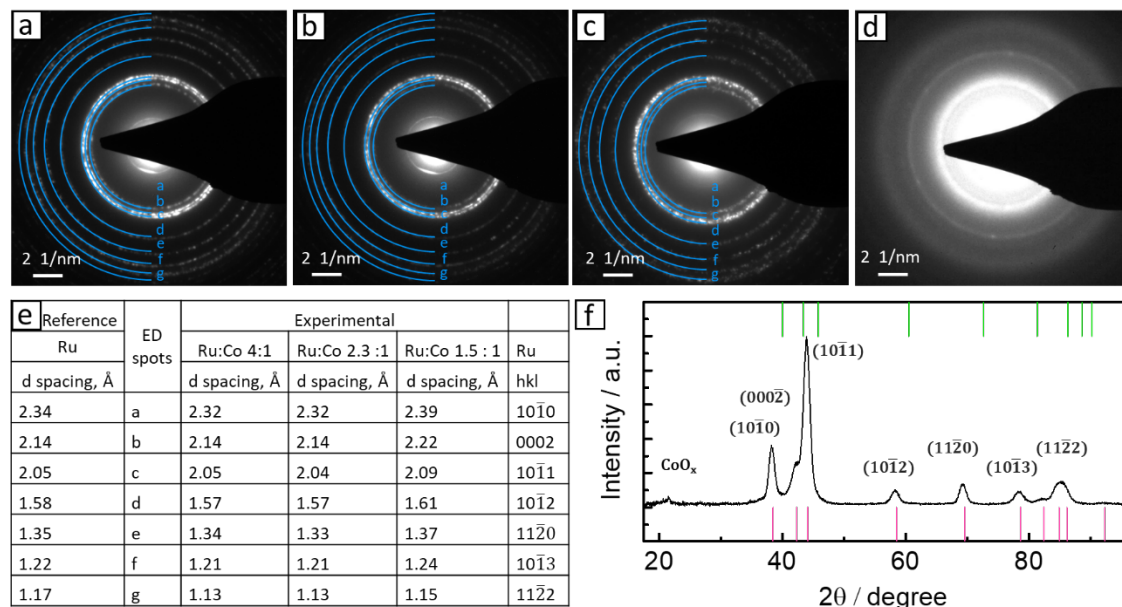 a
b
c
d
a
b
c
d
e
f
g
2 1/nm
a
b
c
d
e
f
g
2 1/nm
a
b
c
d
e
f
g
2 1/nm
2 1/nm
e
Reference
ED spots
Experimental
Ru
Ru:Co 4:1
Ru:Co 2.3 :1
Ru:Co 1.5 : 1
Ru
d spacing, Å
d spacing, Å
d spacing, Å
d spacing, Å
hkl
2.34 a 2.32 2.32 2.39 101̅0
2.14 b 2.14 2.14 2.22 0002
2.05 c 2.05 2.04 2.09 101̅1
1.58 d 1.57 1.57 1.61 101̅2
1.35 e 1.34 1.33 1.37 112̅0
1.22 f 1.21 1.21 1.24 101̅3
1.17 g 1.13 1.13 1.15 112̅2
f
Intensity / a.u.
(101̅1)
(0002̅)
(101̅0)
CoOₓ
(101̅2)
(112̅0)
(101̅3)
(112̅2)
20 40 60 80
2θ / degree